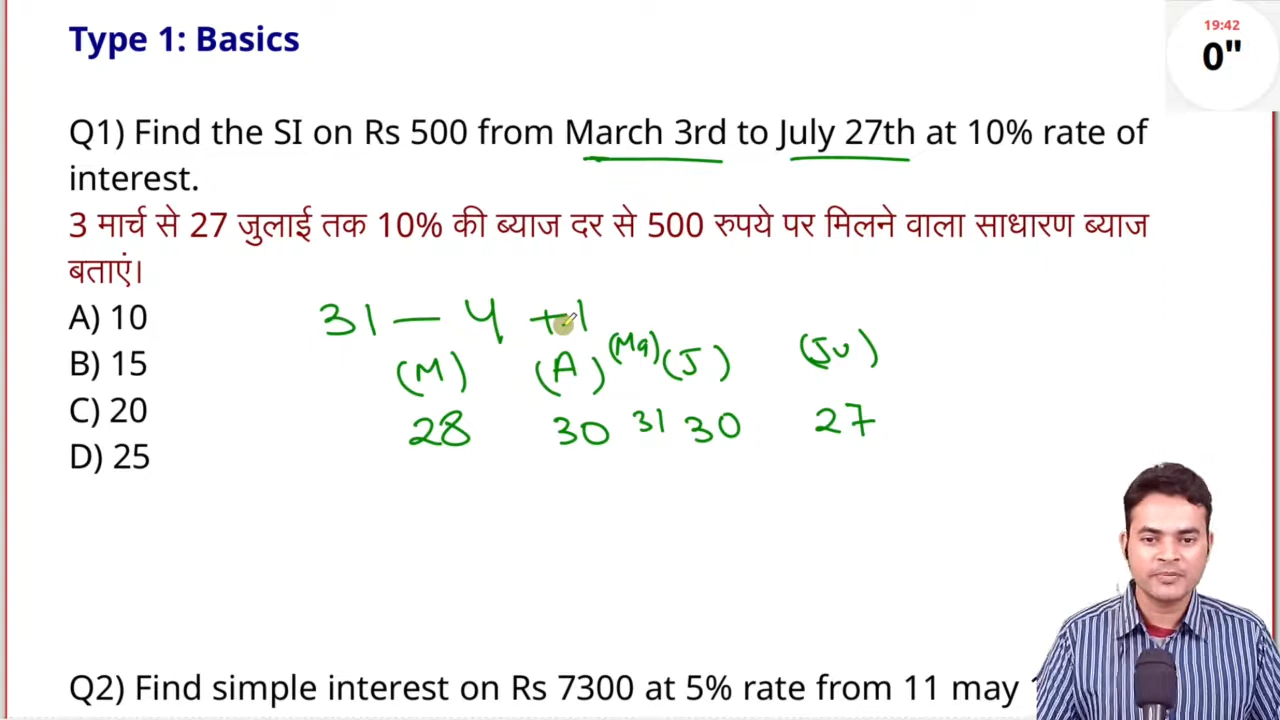 Type 1: Basics
19:42
0"
Q1) Find the SI on Rs 500 from March 3rd to July 27th at 10% rate of
interest.
3 मार्च से 27 जुलाई तक 10% की ब्याज दर से 500 रुपये पर मिलने वाला साधारण ब्याज
बताएं।
A) 10
31 — 4 +1
(M) (A) (Ma) (J) (Ju)
B) 15
C) 20
28 30 31 30 27
D) 25
Q2) Find simple interest on Rs 7300 at 5% rate from 11 may